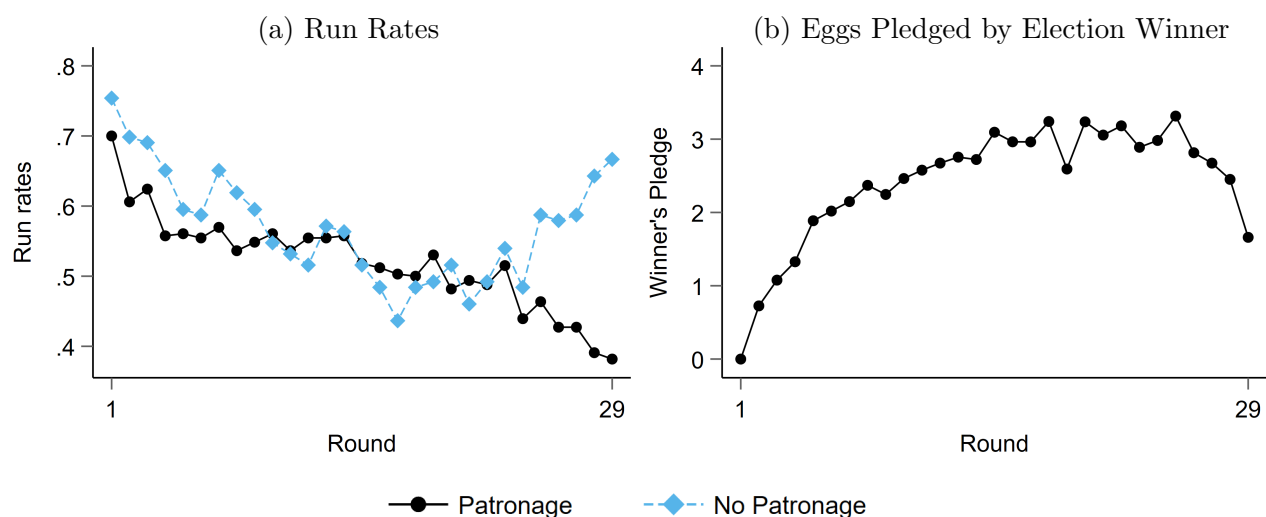 (a) Run Rates
.8
.7
.6
.5
.4
Run rates
1
29
Round
(b) Eggs Pledged by Election Winner
4
3
2
1
0
Winner's Pledge
1
29
Round
Patronage
No Patronage